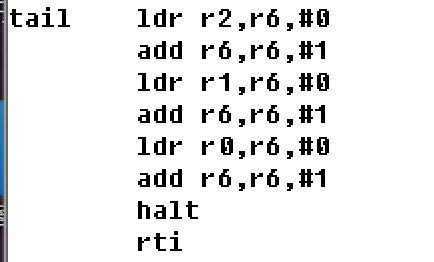 tail ldr r2,r6,#0
add r6,r6,#1
ldr r1,r6,#0
add r6,r6,#1
ldr r0,r6,#0
add r6,r6,#1
halt
rti